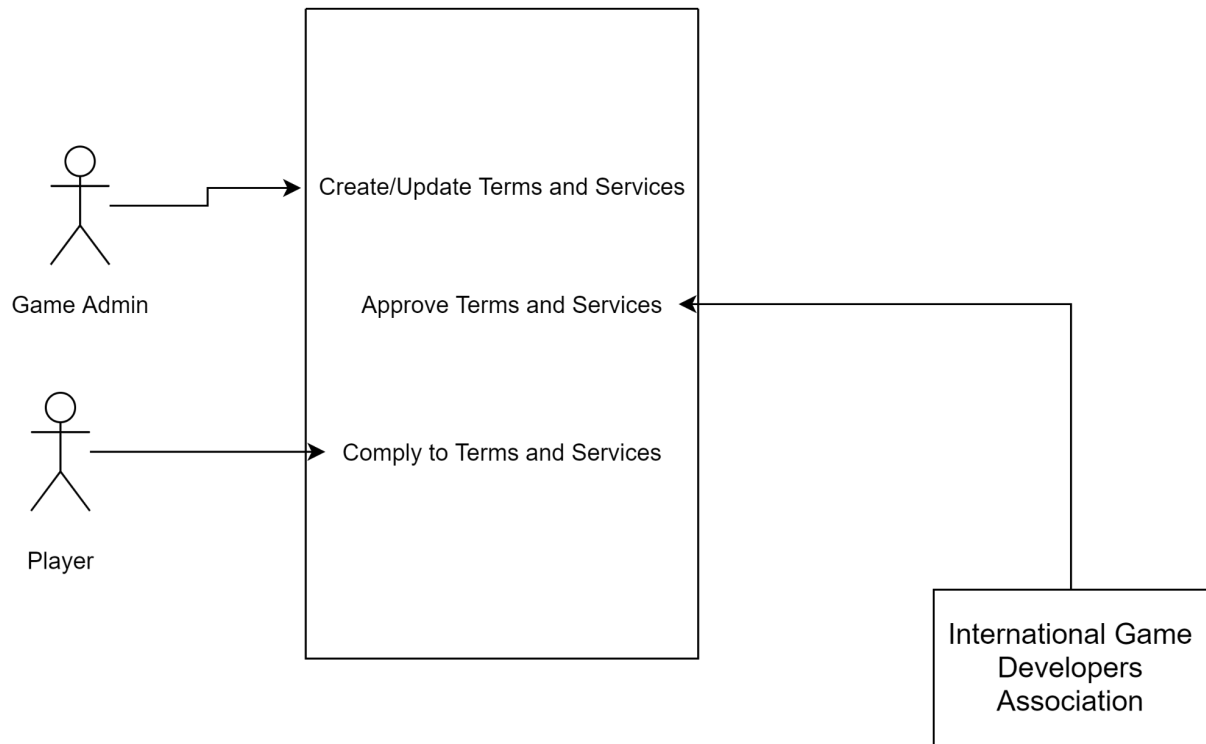 Create/Update Terms and Services
Game Admin
Approve Terms and Services
Comply to Terms and Services
Player
International Game
Developers
Association